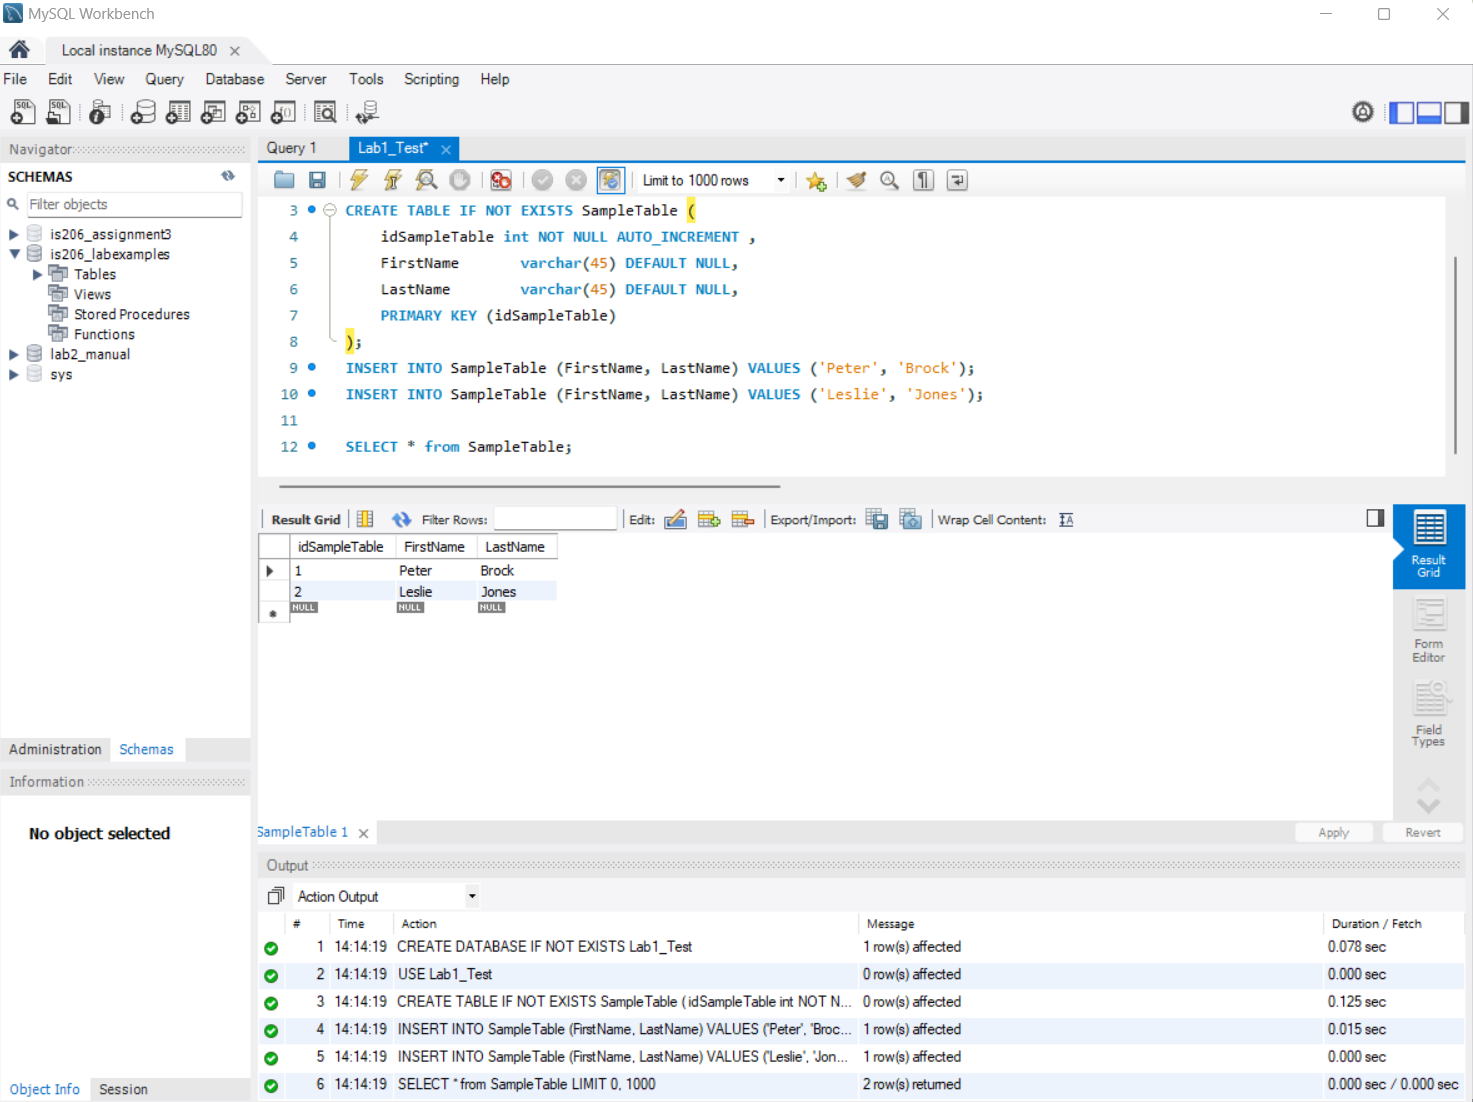 MySQL Workbench
Local instance MySQL80
File Edit View Query Database Server Tools Scripting Help
Navigator
SCHEMAS
Filter objects
is206_assignment3
is206_labexamples
Tables
Views
Stored Procedures
Functions
lab2_manual
sys
Administration Schemas
Information
No object selected
Object Info Session
Query 1 Lab1_Test*
Limit to 1000 rows
3 CREATE TABLE IF NOT EXISTS SampleTable (
4 idSampleTable int NOT NULL AUTO_INCREMENT ,
5 FirstName varchar(45) DEFAULT NULL,
6 LastName varchar(45) DEFAULT NULL,
7 PRIMARY KEY (idSampleTable)
8 );
9 INSERT INTO SampleTable (FirstName, LastName) VALUES ('Peter', 'Brock');
10 INSERT INTO SampleTable (FirstName, LastName) VALUES ('Leslie', 'Jones');
11
12 SELECT * from SampleTable;
Result Grid Filter Rows: Edit: Export/Import: Wrap Cell Content:
idSampleTable FirstName LastName
1 Peter Brock
2 Leslie Jones
NULL NULL NULL
Result
Grid
Form
Editor
Field
Types
SampleTable 1
Apply Revert
Output
Action Output
# Time Action Message Duration / Fetch
1 14:14:19 CREATE DATABASE IF NOT EXISTS Lab1_Test 1 row(s) affected 0.078 sec
2 14:14:19 USE Lab1_Test 0 row(s) affected 0.000 sec
3 14:14:19 CREATE TABLE IF NOT EXISTS SampleTable ( idSampleTable int NOT N... 0 row(s) affected 0.125 sec
4 14:14:19 INSERT INTO SampleTable (FirstName, LastName) VALUES ('Peter', 'Broc... 1 row(s) affected 0.015 sec
5 14:14:19 INSERT INTO SampleTable (FirstName, LastName) VALUES ('Leslie', 'Jon... 1 row(s) affected 0.000 sec
6 14:14:19 SELECT * from SampleTable LIMIT 0, 1000 2 row(s) returned 0.000 sec / 0.000 sec